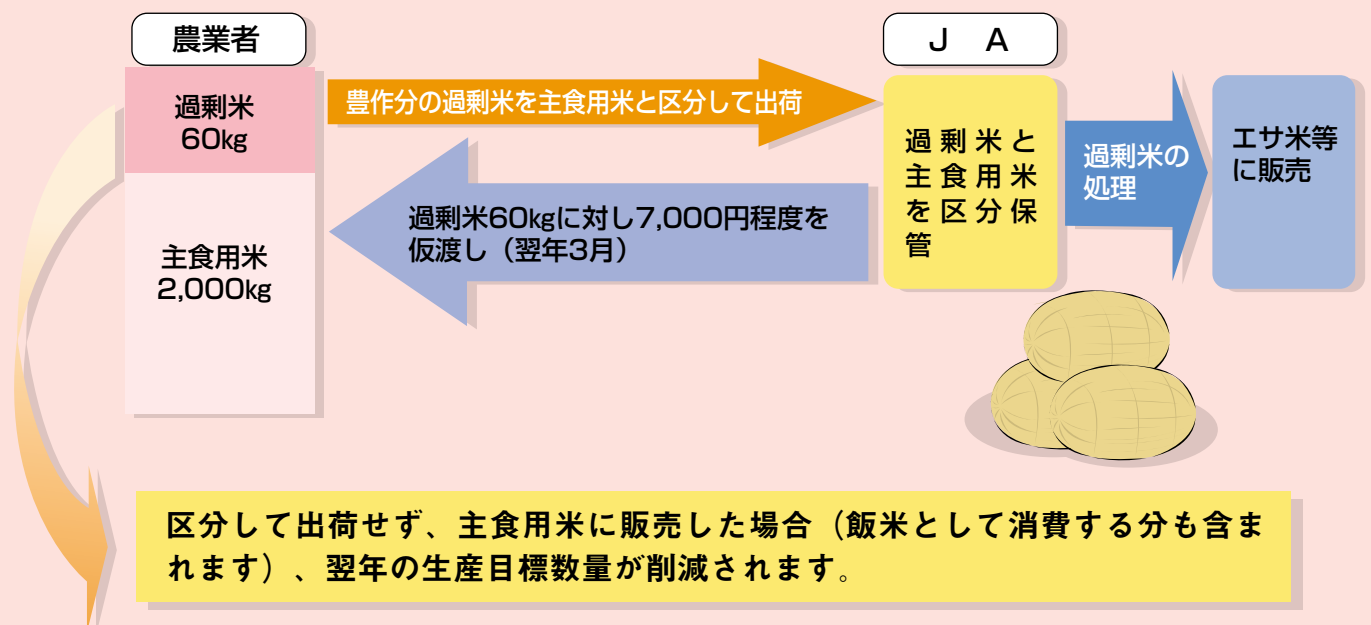 農業者
J A
過剰米
60kg
主食用米
2,000kg
豊作分の過剰米を主食用米と区分して出荷
過剰米60kgに対し7,000円程度を
仮渡し（翌年3月）
過剰米と
主食用米
を区分保
管
過剰米の
処理
エサ米等
に販売
区分して出荷せず、主食用米に販売した場合（飯米として消費する分も含ま
れます）、翌年の生産目標数量が削減されます。